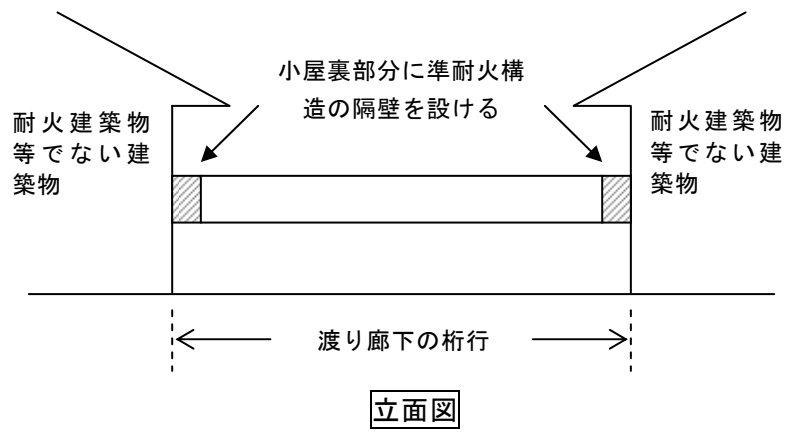 小屋裏部分に準耐火構
造の隔壁を設ける
耐火建築物
等でない建
築物
耐火建築物
等でない建
築物
渡り廊下の桁行
立面図